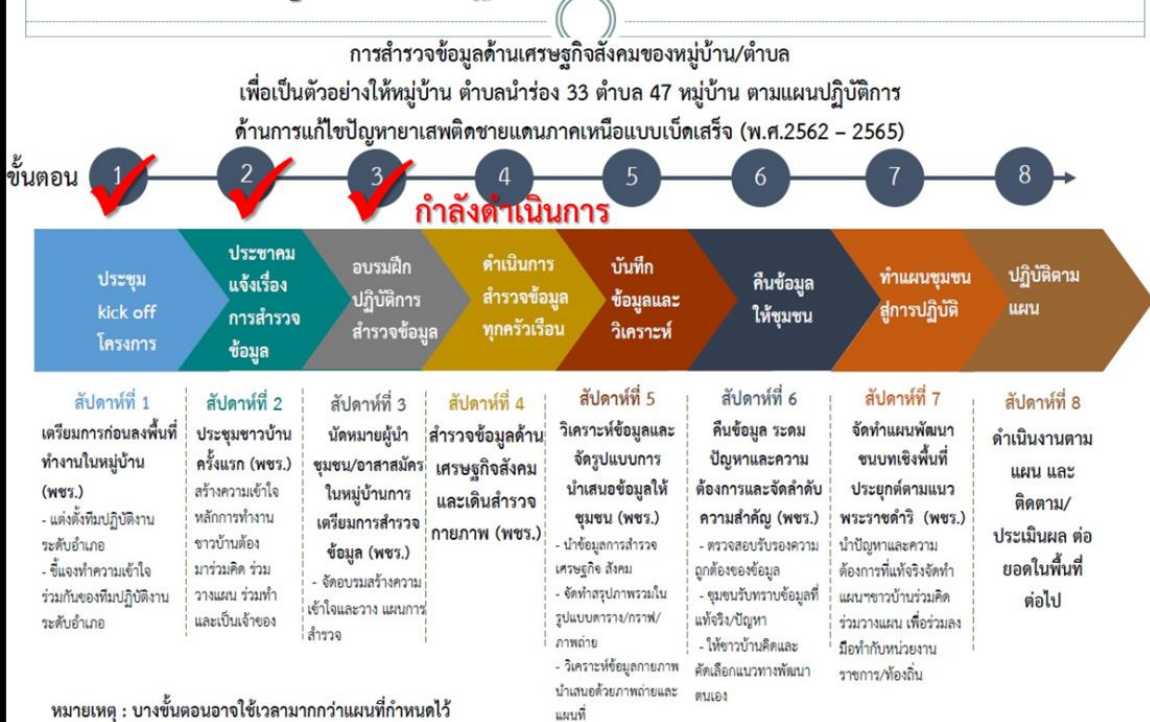 การสำรวจข้อมูลด้านเศรษฐกิจสังคมของหมู่บ้าน/ตำบล
เพื่อเป็นตัวอย่างให้หมู่บ้าน ตำบลนำร่อง 33 ตำบล 47 หมู่บ้าน ตามแผนปฏิบัติการ
ด้านการแก้ไขปัญหายาเสพติดชายแดนภาคเหนือแบบเบ็ดเสร็จ (พ.ศ.2562 – 2565)
ขั้นตอน 1 2 3 4 5 6 7 8
กำลังดำเนินการ
ประชุม
kick off
โครงการ
ประชาคม
แจ้งเรื่อง
การสำรวจ
ข้อมูล
อบรมฝึก
ปฏิบัติการ
สำรวจข้อมูล
ดำเนินการ
สำรวจข้อมูล
ทุกครัวเรือน
บันทึก
ข้อมูลและ
วิเคราะห์
คืนข้อมูล
ให้ชุมชน
ทำแผนชุมชน
สู่การปฏิบัติ
ปฏิบัติตาม
แผน
สัปดาห์ที่ 1
เตรียมการก่อนลงพื้นที่
ทำงานในหมู่บ้าน
(พชร.)
- แต่งตั้งทีมปฏิบัติงาน
ระดับอำเภอ
- ชี้แจงทำความเข้าใจ
ร่วมกันของทีมปฏิบัติงาน
ระดับอำเภอ
สัปดาห์ที่ 2
ประชุมชาวบ้าน
ครั้งแรก (พชร.)
สร้างความเข้าใจ
หลักการทำงาน
ชาวบ้านต้อง
มาร่วมคิด ร่วม
วางแผน ร่วมทำ
และเป็นเจ้าของ
สัปดาห์ที่ 3
นัดหมายผู้นำ
ชุมชน/อาสาสมัคร
ในหมู่บ้านการ
เตรียมการสำรวจ
ข้อมูล (พชร.)
- จัดอบรมสร้างความ
เข้าใจและวาง แผนการ
สำรวจ
สัปดาห์ที่ 4
สำรวจข้อมูลด้าน
เศรษฐกิจสังคม
และเดินสำรวจ
กายภาพ (พชร.)
สัปดาห์ที่ 5
วิเคราะห์ข้อมูลและ
จัดรูปแบบการ
นำเสนอข้อมูลให้
ชุมชน (พชร.)
- นำข้อมูลการสำรวจ
เศรษฐกิจ สังคม
- จัดทำสรุปภาพรวมใน
รูปแบบตาราง/กราฟ/
ภาพถ่าย
- วิเคราะห์ข้อมูลกายภาพ
นำเสนอด้วยภาพถ่ายและ
แผนที่
สัปดาห์ที่ 6
คืนข้อมูล ระดม
ปัญหาและความ
ต้องการและจัดลำดับ
ความสำคัญ (พชร.)
- ตรวจสอบรับรองความ
ถูกต้องของข้อมูล
- ชุมชนรับทราบข้อมูลที่
แท้จริง/ปัญหา
- ให้ชาวบ้านคิดและ
คัดเลือกแนวทางพัฒนา
ตนเอง
สัปดาห์ที่ 7
จัดทำแผนพัฒนา
ชนบทเชิงพื้นที่
ประยุกต์ตามแนว
พระราชดำริ (พชร.)
นำปัญหาและความ
ต้องการที่แท้จริงจัดทำ
แผนฯชาวบ้านร่วมคิด
ร่วมวางแผน เพื่อร่วมลง
มือทำกับหน่วยงาน
ราชการ/ท้องถิ่น
สัปดาห์ที่ 8
ดำเนินงานตาม
แผน และ
ติดตาม/
ประเมินผล ต่อ
ยอดในพื้นที่
ต่อไป
หมายเหตุ : บางขั้นตอนอาจใช้เวลามากกว่าแผนที่กำหนดไว้